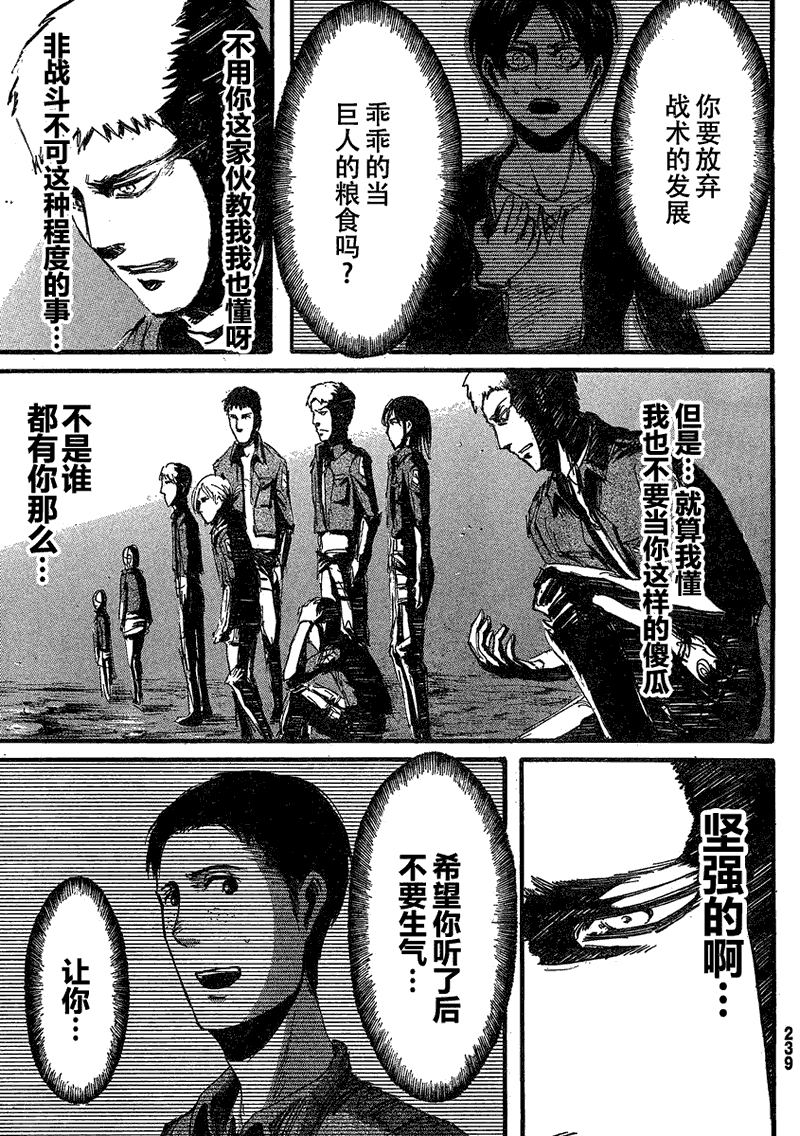 你要放弃
战术的发展
乖乖的当
巨人的粮食吗？
不用你这家伙教我我也懂呀
非战斗不可这种程度的事…
但是…就算我懂
我也不要当你这样的傻瓜
不是谁
都有你那么…
坚强的啊…
希望你听了后
不要生气…
让你…
239